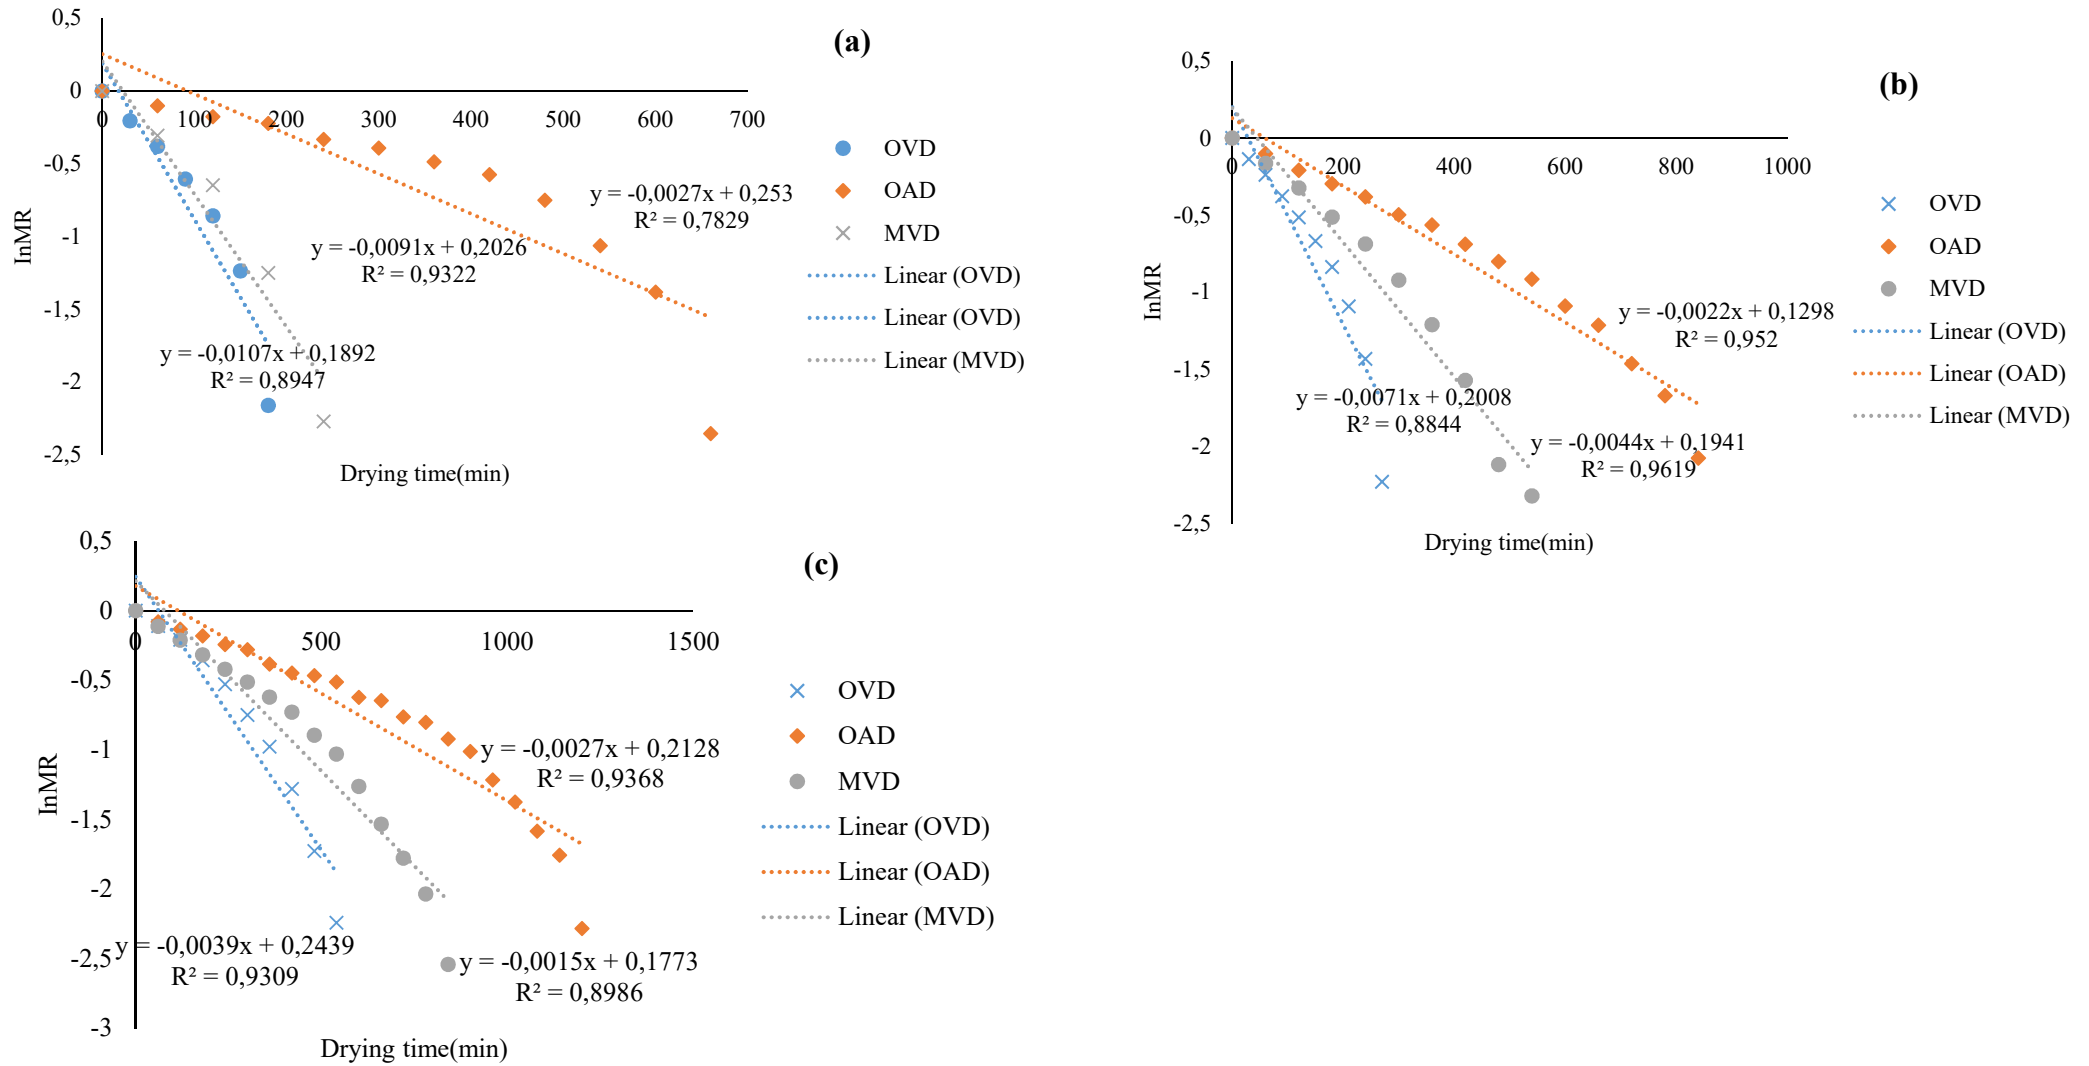 (a)
0,5
0
-0,5
-1
-1,5
-2
-2,5
0 100 200 300 400 500 600 700
lnMR
Drying time(min)
y = -0,0027x + 0,253
R² = 0,7829
y = -0,0091x + 0,2026
R² = 0,9322
y = -0,0107x + 0,1892
R² = 0,8947
OVD
OAD
MVD
Linear (OVD)
Linear (OVD)
Linear (MVD)
(b)
0,5
0
-0,5
-1
-1,5
-2
-2,5
0 200 400 600 800 1000
lnMR
Drying time(min)
y = -0,0022x + 0,1298
R² = 0,952
y = -0,0071x + 0,2008
R² = 0,8844
y = -0,0044x + 0,1941
R² = 0,9619
OVD
OAD
MVD
Linear (OVD)
Linear (OAD)
Linear (MVD)
(c)
0,5
0
-0,5
-1
-1,5
-2
-2,5
-3
0 500 1000 1500
lnMR
Drying time(min)
y = -0,0027x + 0,2128
R² = 0,9368
y = -0,0039x + 0,2439
R² = 0,9309
y = -0,0015x + 0,1773
R² = 0,8986
OVD
OAD
MVD
Linear (OVD)
Linear (OAD)
Linear (MVD)